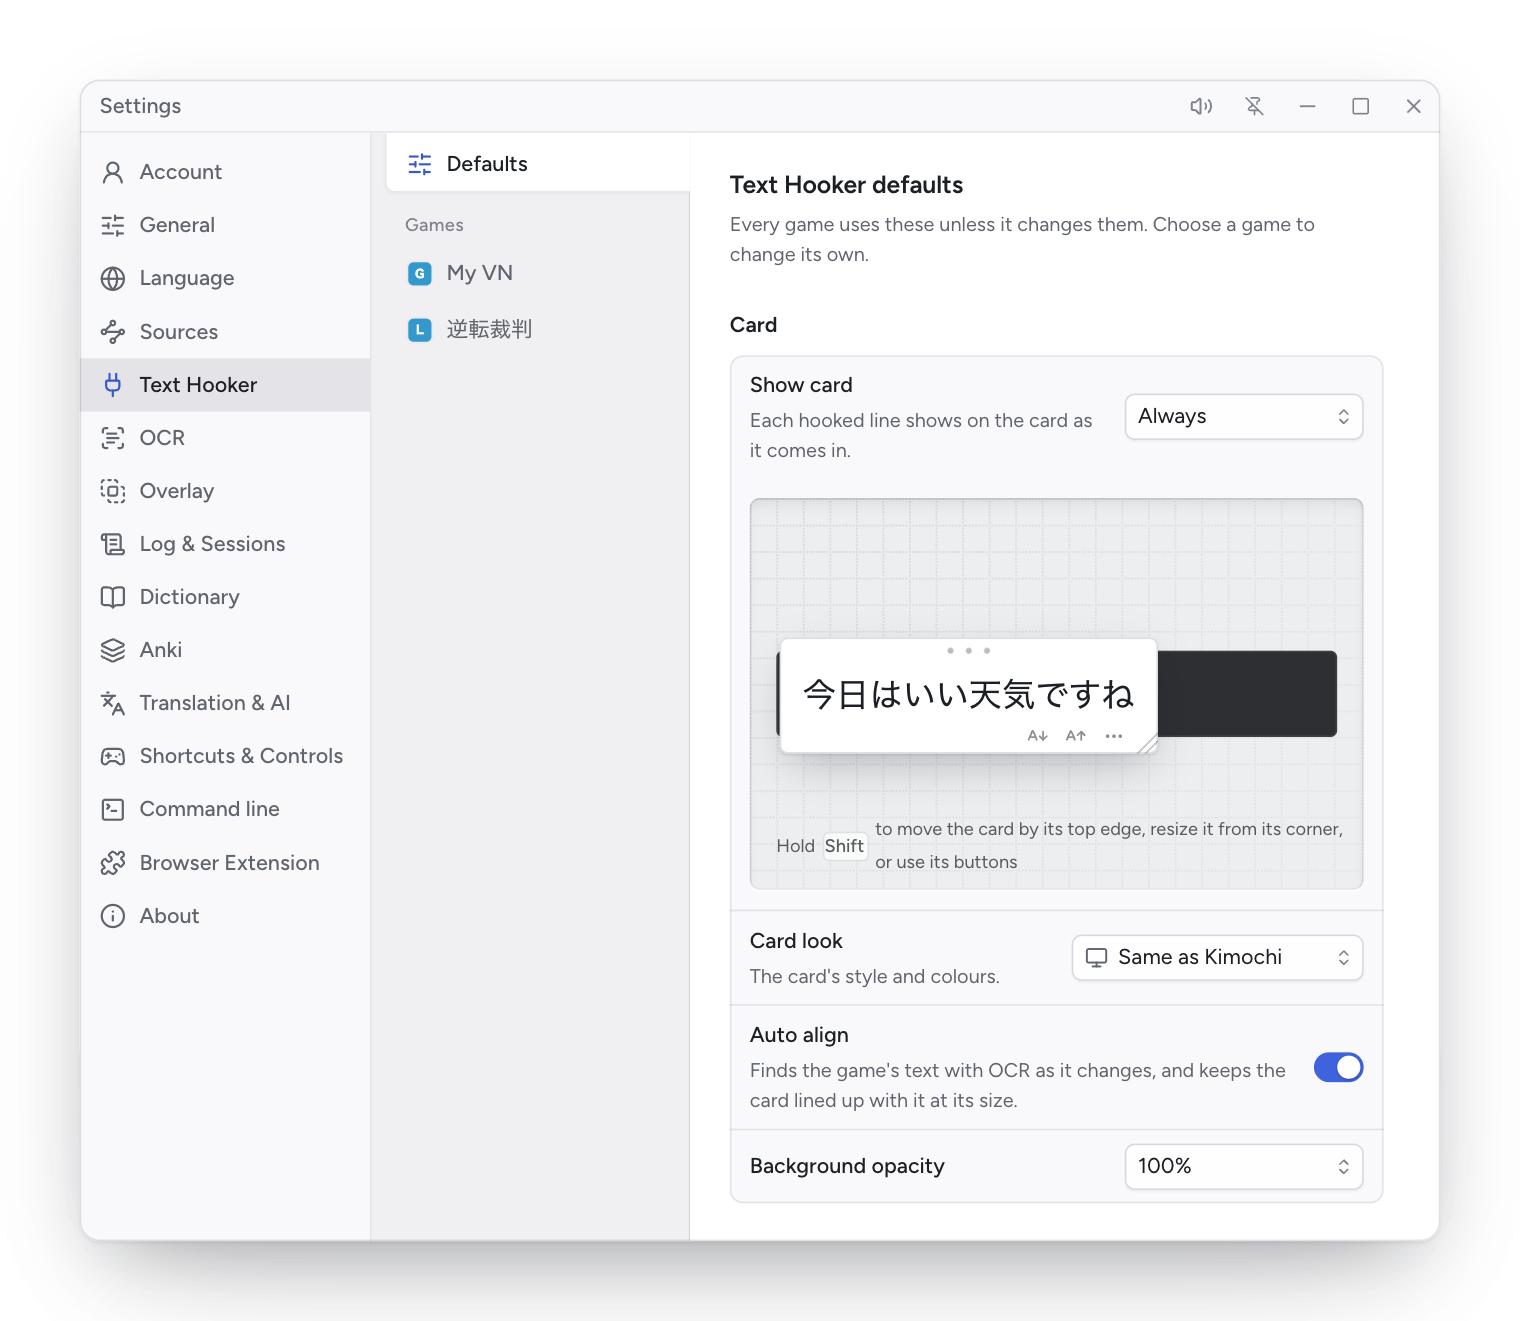 Settings
Account
General
Language
Sources
Text Hooker
OCR
Overlay
Log & Sessions
Dictionary
Anki
Translation & AI
Shortcuts & Controls
Command line
Browser Extension
About
Defaults
Games
G My VN
L 逆転裁判
Text Hooker defaults
Every game uses these unless it changes them. Choose a game to
change its own.
Card
Show card
Each hooked line shows on the card as
it comes in.
Always
今日はいい天気ですね
A↓ A↑ •••
Hold Shift to move the card by its top edge, resize it from its corner,
or use its buttons
Card look
The card's style and colours.
Same as Kimochi
Auto align
Finds the game's text with OCR as it changes, and keeps the
card lined up with it at its size.
Background opacity
100%